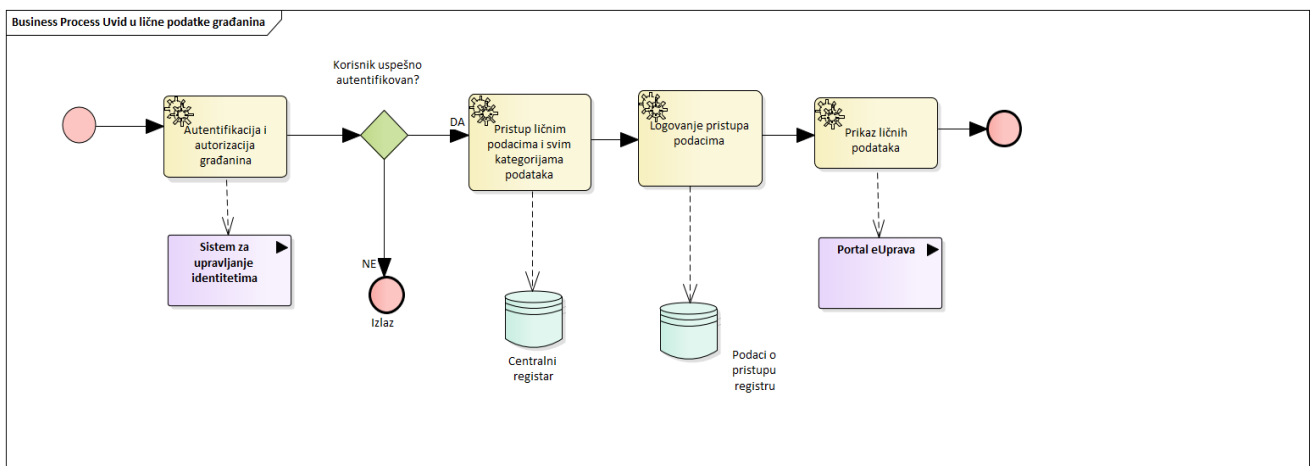 Business Process Uvid u lične podatke građanina
Korisnik uspešno
autentifikovan?
Autentifikacija i
autorizacija
građanina
DA
Pristup ličnim
podacima i svim
kategorijama
podataka
Logovanje pristupa
podacima
Prikaz ličnih
podataka
Sistem za
upravljanje
identitetima
NE
Izlaz
Centralni
registar
Podaci o
pristupu
registru
Portal eUprava